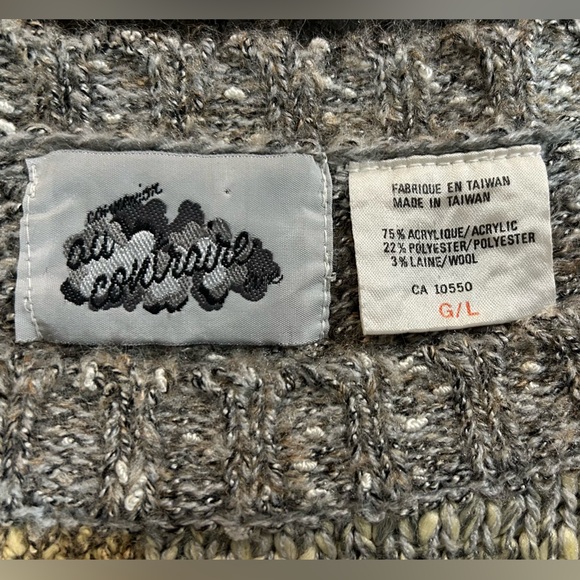 connexion
au
contraire
FABRIQUE EN TAIWAN
MADE IN TAIWAN
75% ACRYLIQUE/ACRYLIC
22% POLYESTER/POLYESTER
3% LAINE/WOOL
CA 10550
G/L